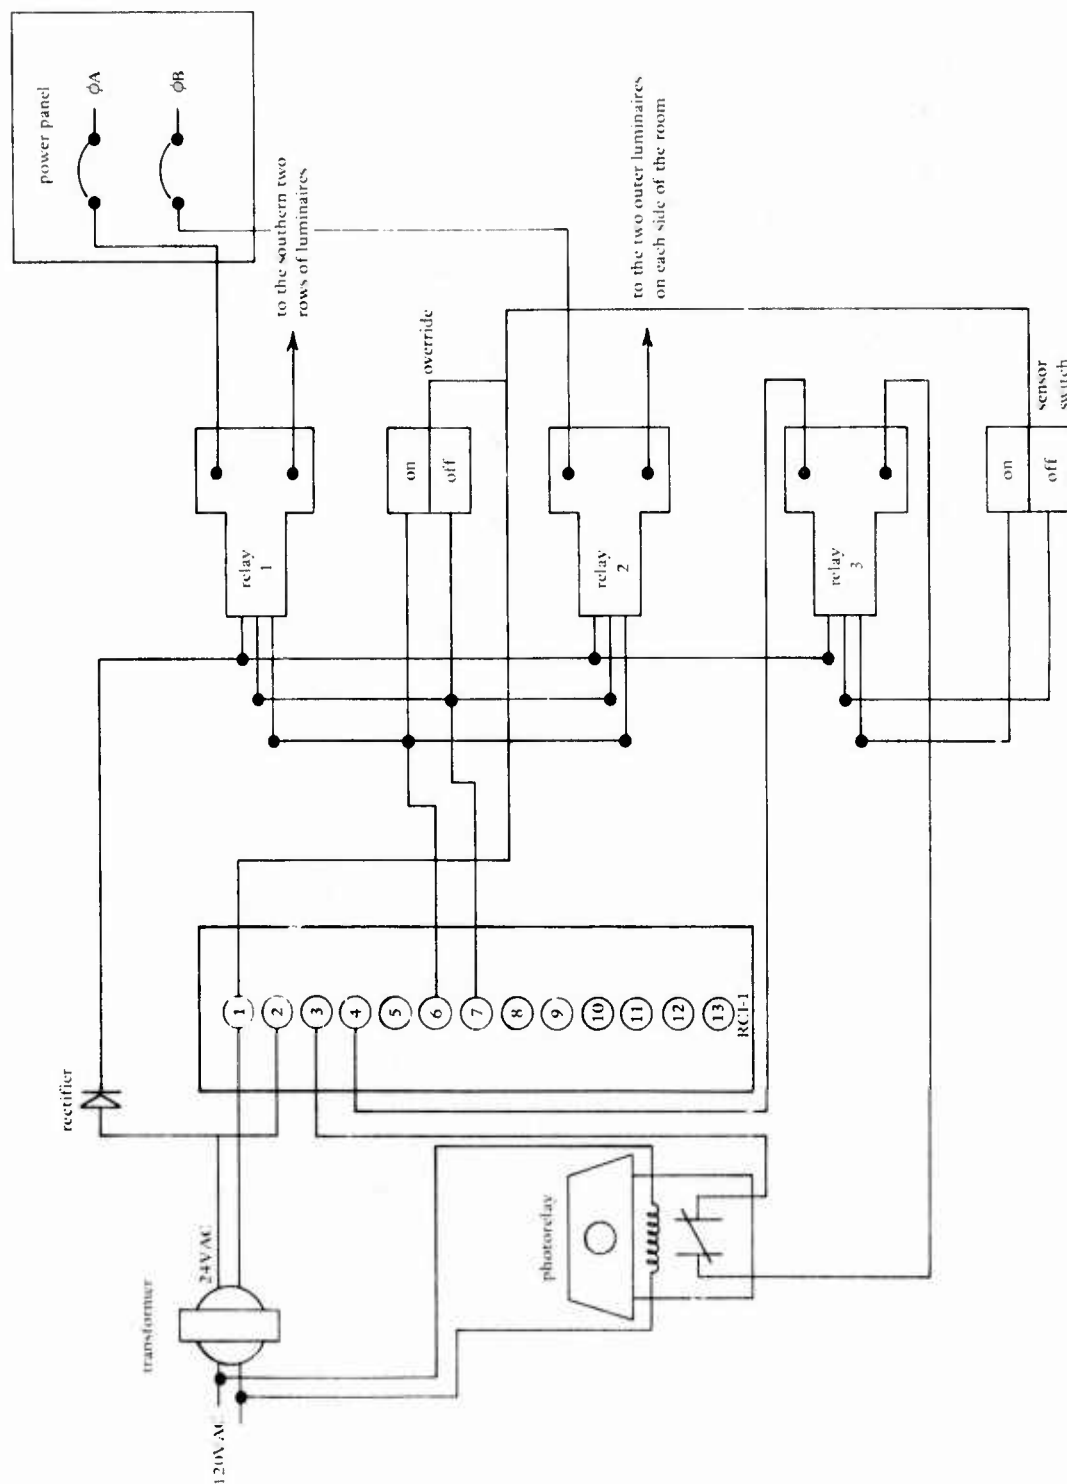 power panel
φA
φB
to the southern two
rows of luminaires
override
to the two outer luminaires
on each side of the room
sensor
switch
on
off
on
off
relay
1
relay
2
relay
3
1
2
3
4
5
6
7
8
9
10
11
12
13
RCI-1
rectifier
24VAC
transformer
120VAC
photorelay